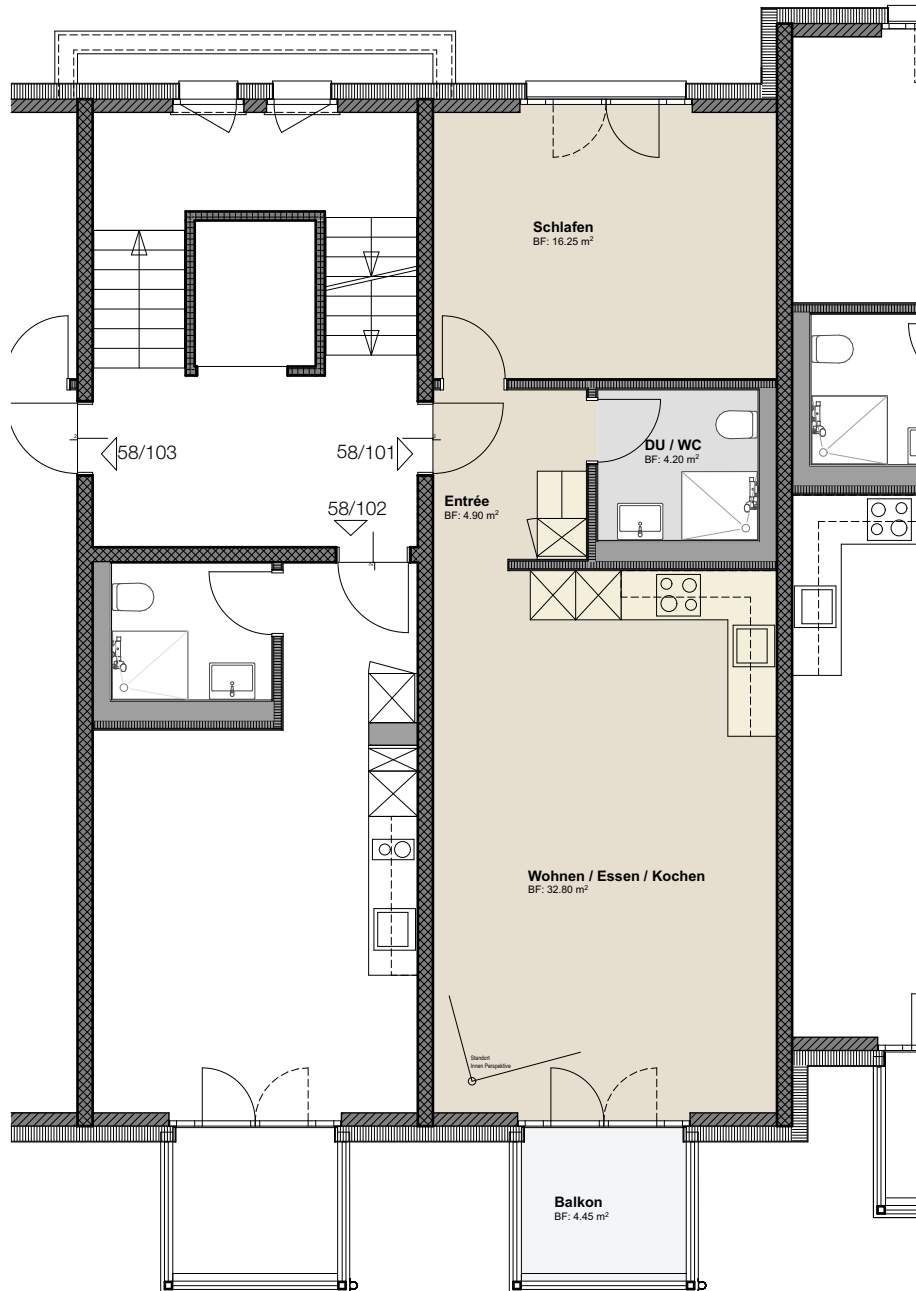 Schlafen
BF: 16.25 m²
58/103
58/101
DU / WC
BF: 4.20 m²
Entrée
BF: 4.90 m²
58/102
Wohnen / Essen / Kochen
BF: 32.80 m²
Standort
Innen Perspektive
Balkon
BF: 4.45 m²